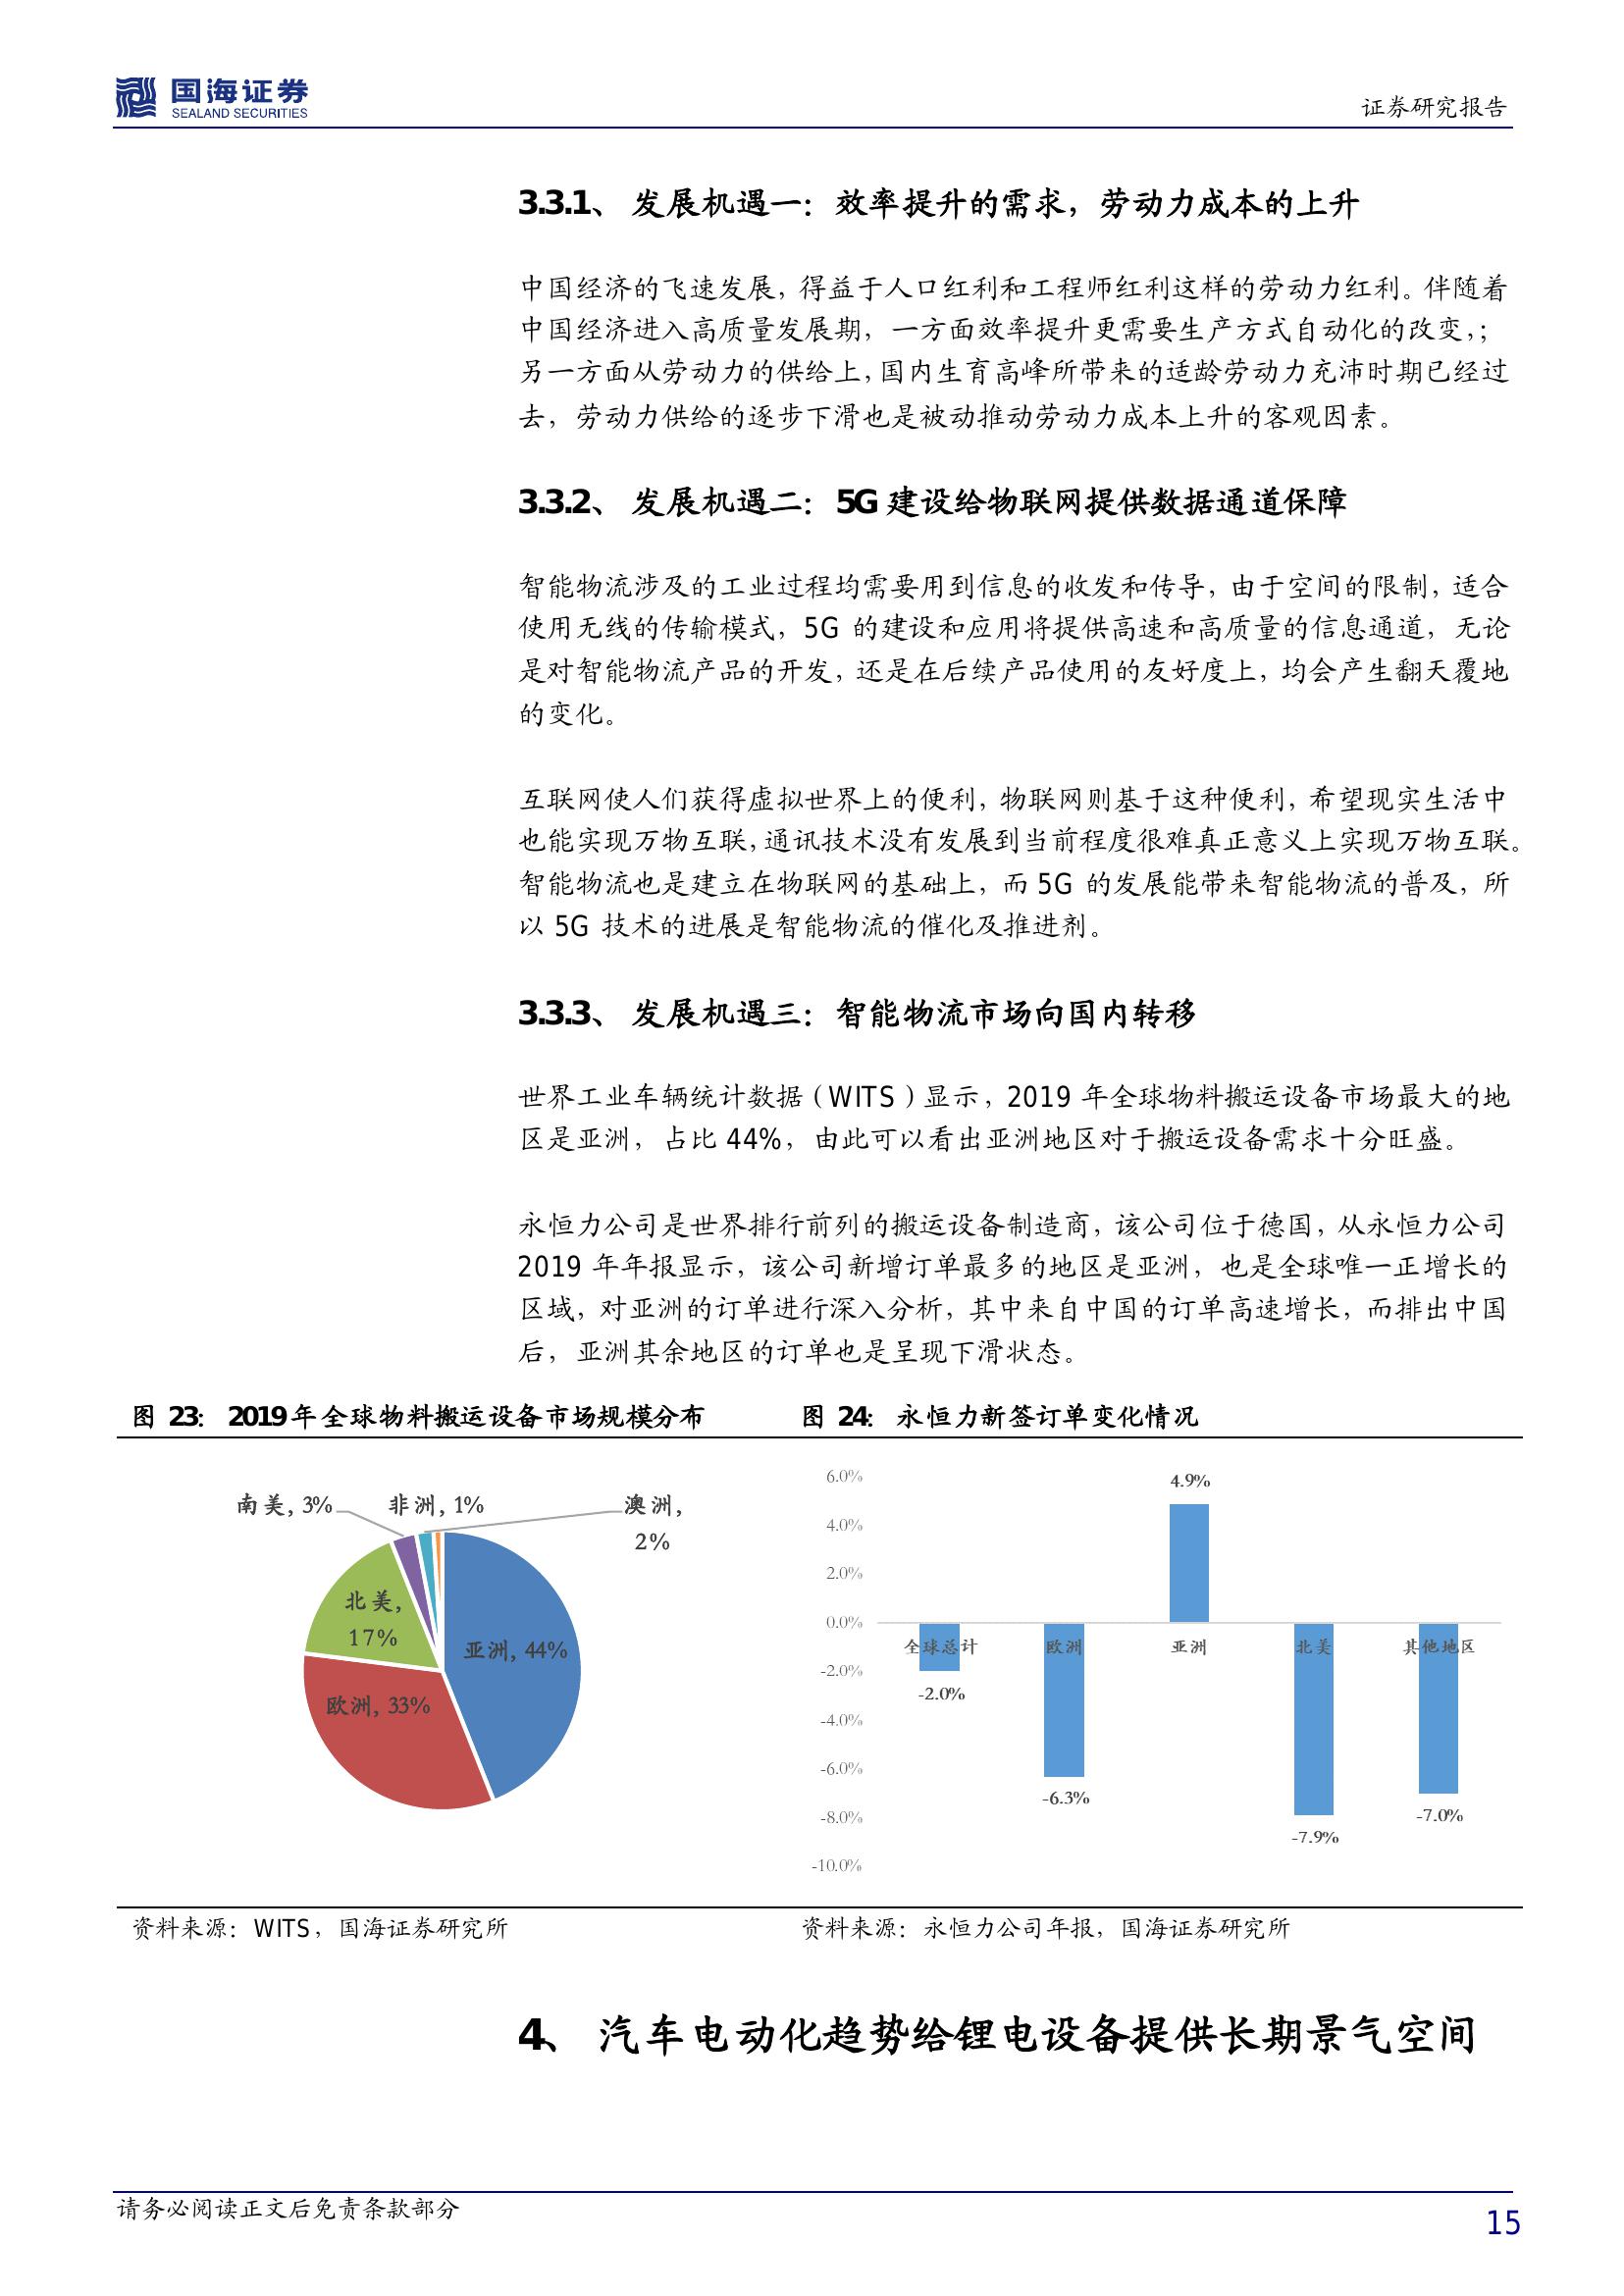 国海证券
SEALAND SECURITIES
证券研究报告
3.3.1、 发展机遇一：效率提升的需求，劳动力成本的上升
中国经济的飞速发展，得益于人口红利和工程师红利这样的劳动力红利。伴随着
中国经济进入高质量发展期，一方面效率提升更需要生产方式自动化的改变，；
另一方面从劳动力的供给上，国内生育高峰所带来的适龄劳动力充沛时期已经过
去，劳动力供给的逐步下滑也是被动推动劳动力成本上升的客观因素。
3.3.2、 发展机遇二：5G 建设给物联网提供数据通道保障
智能物流涉及的工业过程均需要用到信息的收发和传导，由于空间的限制，适合
使用无线的传输模式，5G 的建设和应用将提供高速和高质量的信息通道，无论
是对智能物流产品的开发，还是在后续产品使用的友好度上，均会产生翻天覆地
的变化。
互联网使人们获得虚拟世界上的便利，物联网则基于这种便利，希望现实生活中
也能实现万物互联，通讯技术没有发展到当前程度很难真正意义上实现万物互联。
智能物流也是建立在物联网的基础上，而 5G 的发展能带来智能物流的普及，所
以 5G 技术的进展是智能物流的催化及推进剂。
3.3.3、 发展机遇三：智能物流市场向国内转移
世界工业车辆统计数据（WITS）显示，2019 年全球物料搬运设备市场最大的地
区是亚洲，占比 44%，由此可以看出亚洲地区对于搬运设备需求十分旺盛。
永恒力公司是世界排行前列的搬运设备制造商，该公司位于德国，从永恒力公司
2019 年年报显示，该公司新增订单最多的地区是亚洲，也是全球唯一正增长的
区域，对亚洲的订单进行深入分析，其中来自中国的订单高速增长，而排出中国
后，亚洲其余地区的订单也是呈现下滑状态。
图 23： 2019 年全球物料搬运设备市场规模分布
南美, 3%
非洲, 1%
澳洲,
2%
北美,
17%
亚洲, 44%
欧洲, 33%
资料来源：WITS，国海证券研究所
图 24： 永恒力新签订单变化情况
6.0%
4.0%
2.0%
0.0%
-2.0%
-4.0%
-6.0%
-8.0%
-10.0%
4.9%
全球总计
欧洲
亚洲
北美
其他地区
-2.0%
-6.3%
-7.9%
-7.0%
资料来源：永恒力公司年报，国海证券研究所
4、 汽车电动化趋势给锂电设备提供长期景气空间
请务必阅读正文后免责条款部分
15